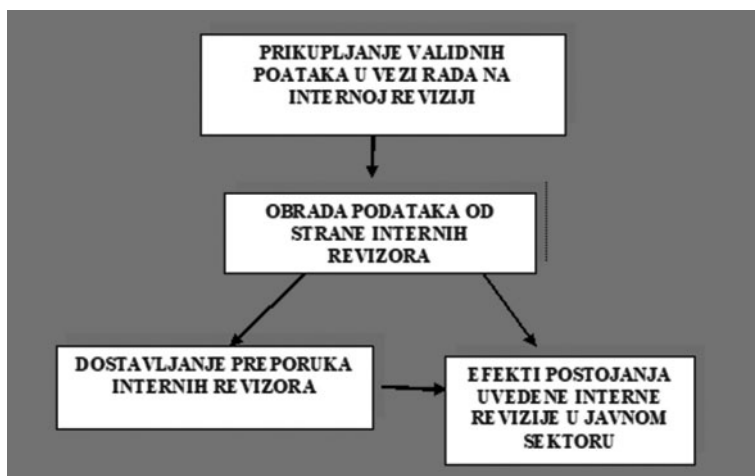 PRIKUPLJANJE VALIDNIH
POATAKA U VEZI RADA NA
INTERNOJ REVIZIJI
OBRADA PODATAKA OD
STRANE INTERNIH
REVIZORA
DOSTAVLJANJE PREPORUKA
INTERNIH REVIZORA
EFEKTI POSTOJANJA
UVEDENE INTERNE
REVIZIJE U JAVNOM
SEKTORU